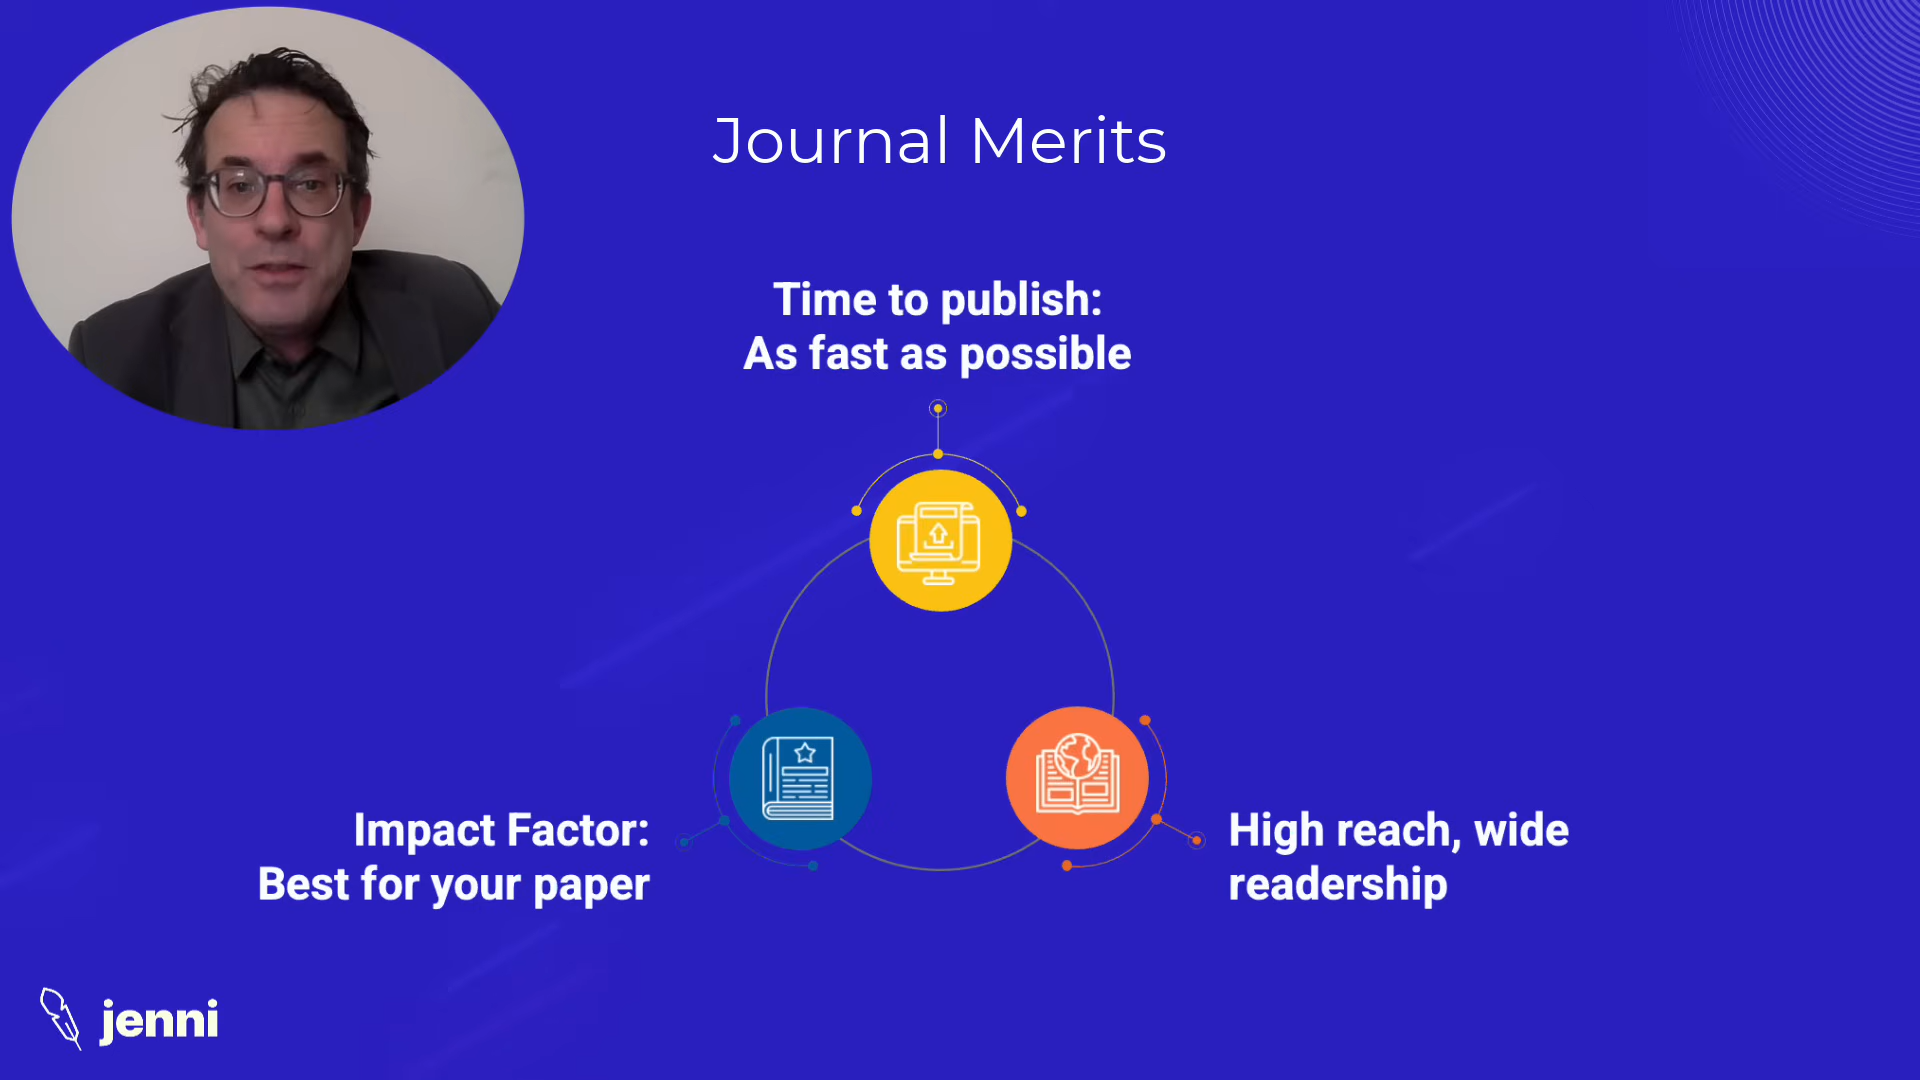 Journal Merits
Time to publish:
As fast as possible
Impact Factor:
Best for your paper
High reach, wide
readership
jenni